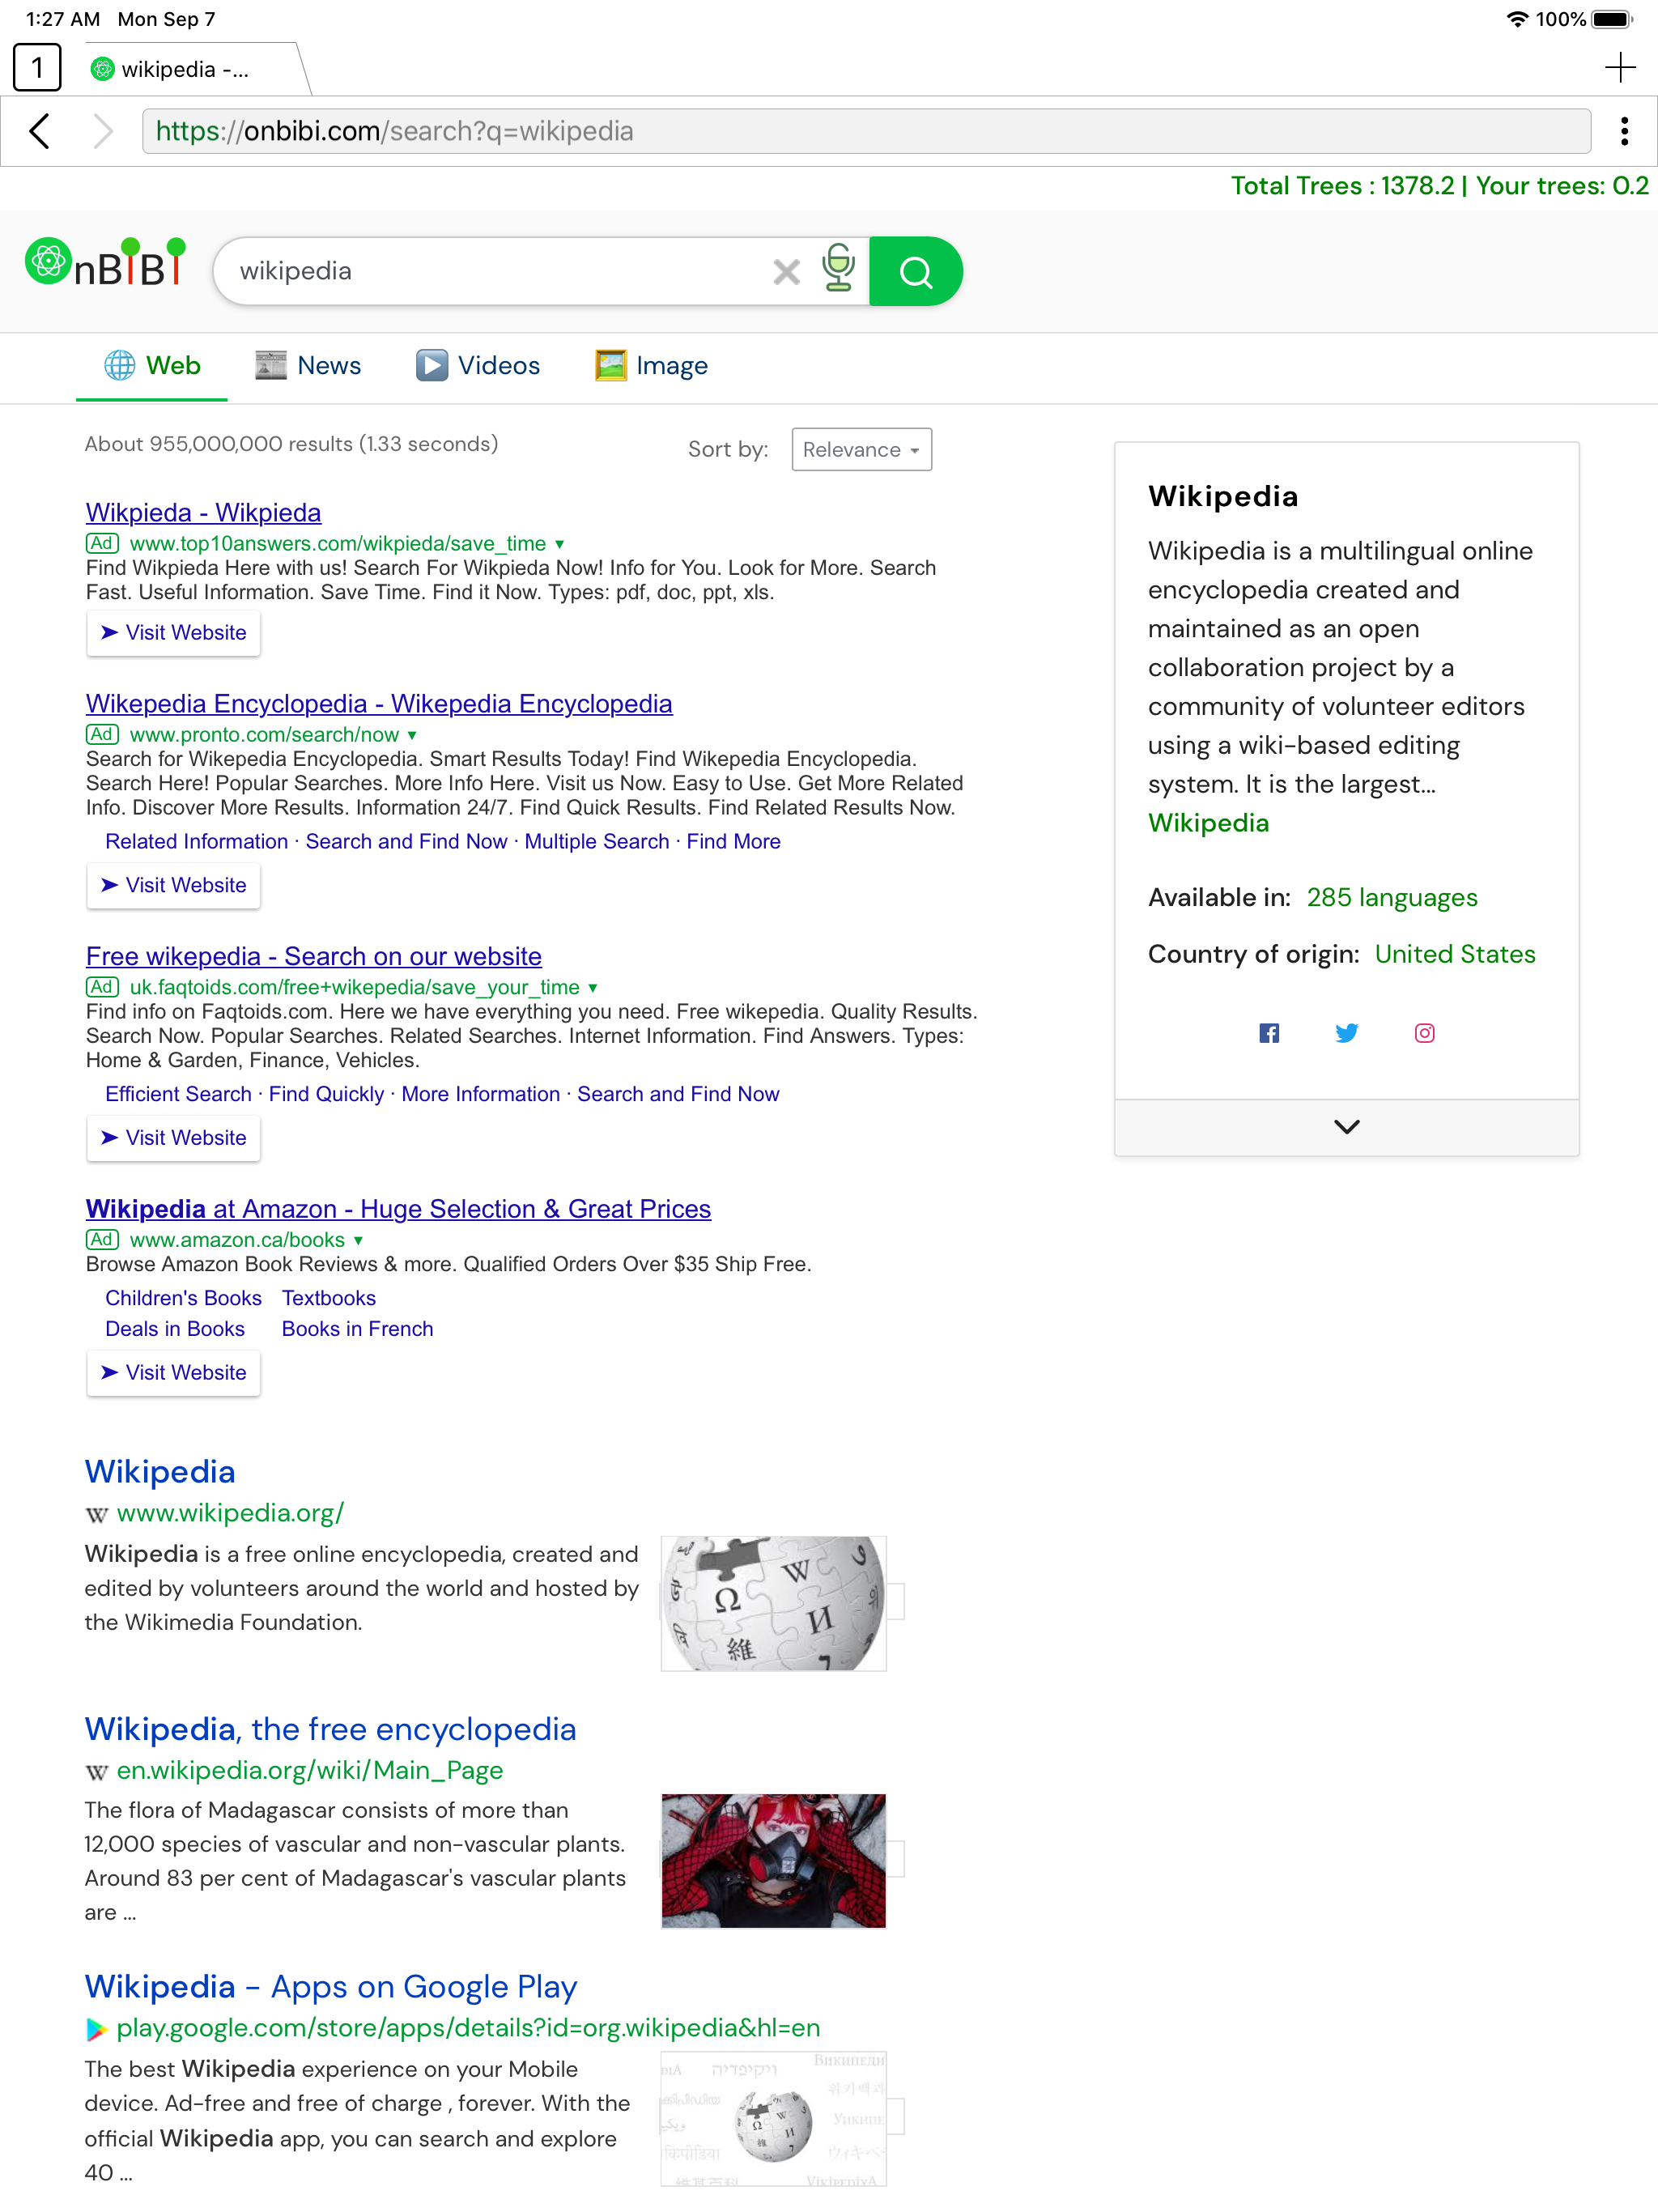 1:27 AM Mon Sep 7
100%
1
wikipedia -...
https://onbibi.com/search?q=wikipedia
Total Trees : 1378.2 | Your trees: 0.2
OnBiBi
wikipedia
Web
News
Videos
Image
About 955,000,000 results (1.33 seconds)
Sort by:
Relevance
Wikpieda - Wikpieda
Ad www.top10answers.com/wikpieda/save_time
Find Wikpieda Here with us! Search For Wikpieda Now! Info for You. Look for More. Search
Fast. Useful Information. Save Time. Find it Now. Types: pdf, doc, ppt, xls.
Visit Website
Wikepedia Encyclopedia - Wikepedia Encyclopedia
Ad www.pronto.com/search/now
Search for Wikepedia Encyclopedia. Smart Results Today! Find Wikepedia Encyclopedia.
Search Here! Popular Searches. More Info Here. Visit us Now. Easy to Use. Get More Related
Info. Discover More Results. Information 24/7. Find Quick Results. Find Related Results Now.
Related Information · Search and Find Now · Multiple Search · Find More
Visit Website
Free wikepedia - Search on our website
Ad uk.faqtoids.com/free+wikepedia/save_your_time
Find info on Faqtoids.com. Here we have everything you need. Free wikepedia. Quality Results.
Search Now. Popular Searches. Related Searches. Internet Information. Find Answers. Types:
Home & Garden, Finance, Vehicles.
Efficient Search · Find Quickly · More Information · Search and Find Now
Visit Website
Wikipedia at Amazon - Huge Selection & Great Prices
Ad www.amazon.ca/books
Browse Amazon Book Reviews & more. Qualified Orders Over $35 Ship Free.
Children's Books Textbooks
Deals in Books Books in French
Visit Website
Wikipedia
W www.wikipedia.org/
Wikipedia is a free online encyclopedia, created and
edited by volunteers around the world and hosted by
the Wikimedia Foundation.
W
Ω
И
維
Wikipedia, the free encyclopedia
W en.wikipedia.org/wiki/Main_Page
The flora of Madagascar consists of more than
12,000 species of vascular and non-vascular plants.
Around 83 per cent of Madagascar's vascular plants
are ...
Wikipedia - Apps on Google Play
play.google.com/store/apps/details?id=org.wikipedia&hl=en
The best Wikipedia experience on your Mobile
device. Ad-free and free of charge , forever. With the
official Wikipedia app, you can search and explore
40 ...
ויקיפדיה
Wikipedia
Wikipedia is a multilingual online
encyclopedia created and
maintained as an open
collaboration project by a
community of volunteer editors
using a wiki-based editing
system. It is the largest...
Wikipedia
Available in: 285 languages
Country of origin: United States